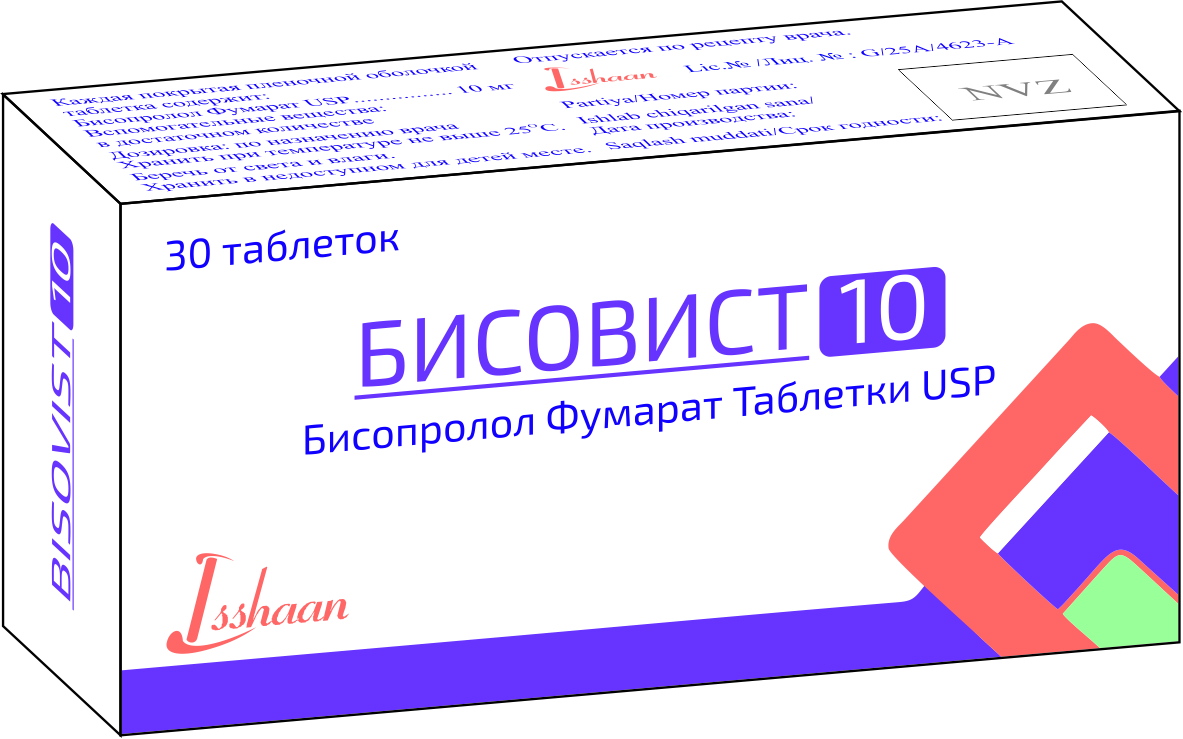 Каждая покрытая пленочной оболочкой
таблетка содержит:
Бисопролол Фумарат USP ................. 10 мг
Вспомогательные вещества:
в достаточном количестве
Дозировка: по назначению врача
Хранить при температуре не выше 25°C.
Беречь от света и влаги.
Хранить в недоступном для детей месте.
Отпускается по рецепту врача.
Isshaan
Lic.№ /Лиц. № : G/25A/4623-A
Partiya/Номер партии:
Ishlab chiqarilgan sana/
Дата производства:
Saqlash muddati/Срок годности:
NVZ
30 таблеток
БИСОВИСТ 10
Бисопролол Фумарат Таблетки USP
Isshaan
BISOVIST 10